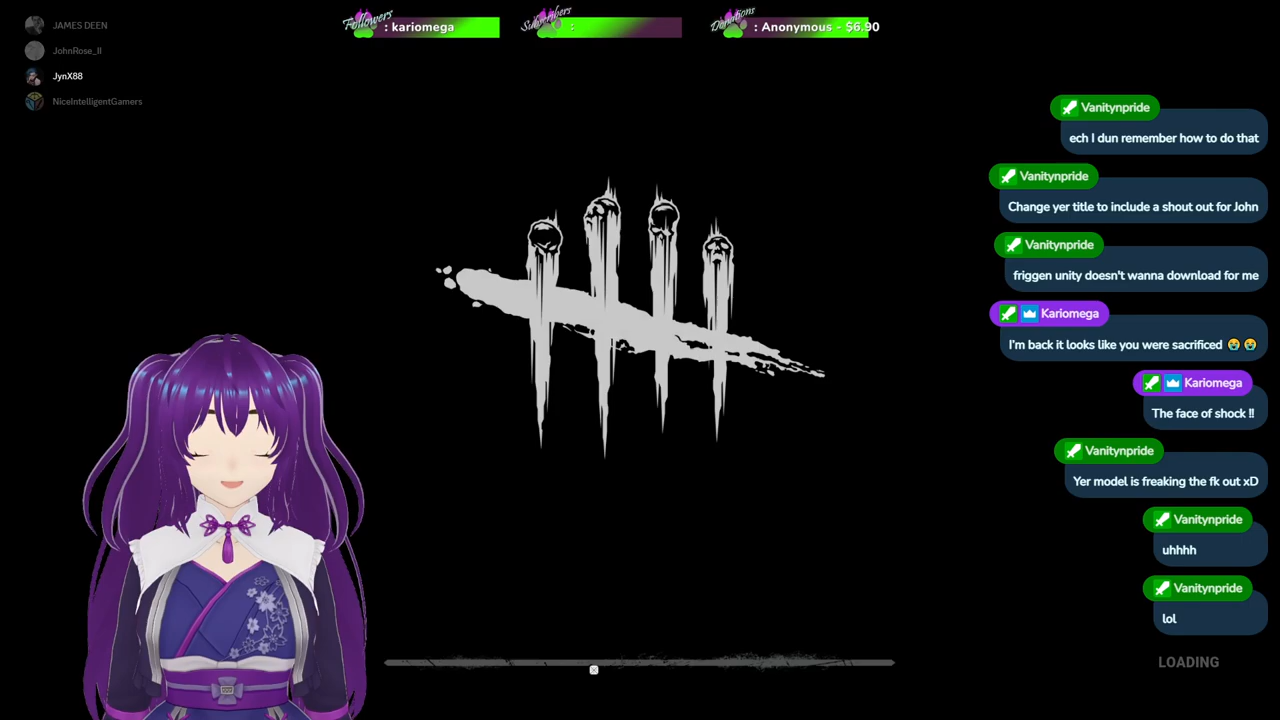 JAMES DEEN
JohnRose_II
JynX88
NiceIntelligentGamers
Followers : kariomega
Subscribers :
Donations : Anonymous - $6.90
Vanitynpride
ech I dun remember how to do that
Vanitynpride
Change yer title to include a shout out for John
Vanitynpride
friggen unity doesn't wanna download for me
Kariomega
I'm back it looks like you were sacrificed 😭 😭
Kariomega
The face of shock !!
Vanitynpride
Yer model is freaking the fk out xD
Vanitynpride
uhhhh
Vanitynpride
lol
LOADING